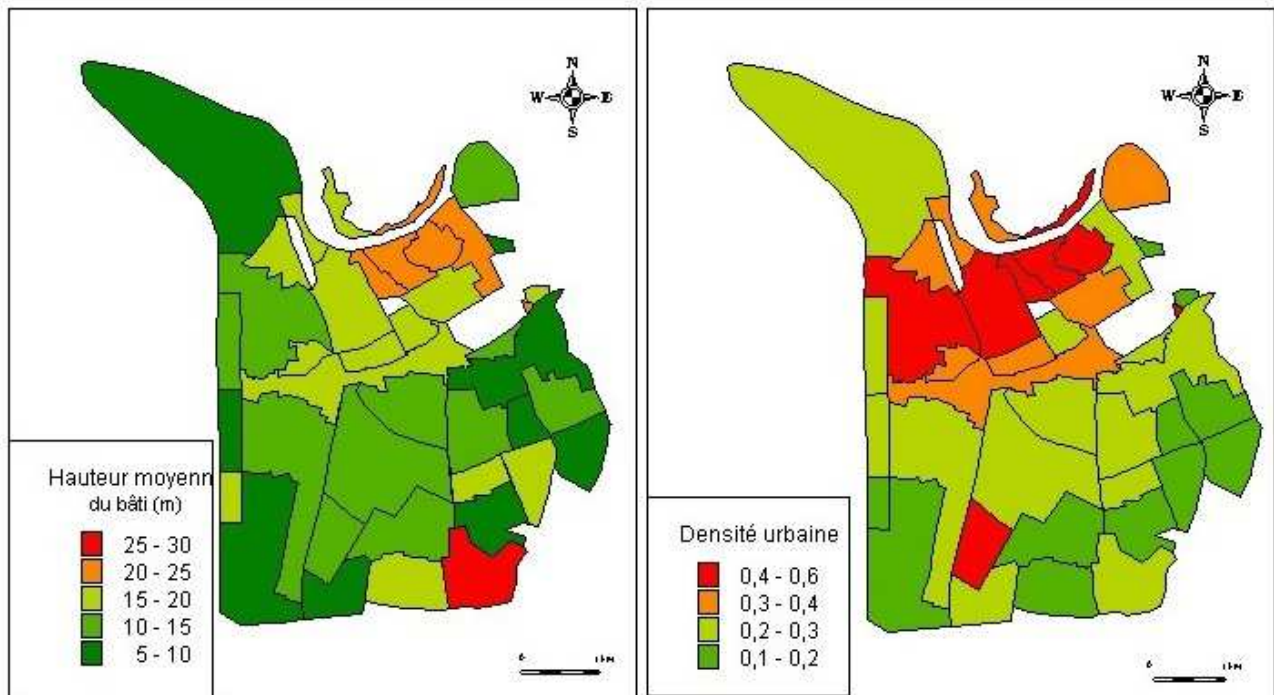 N
W E
S
Hauteur moyenn
du bâti (m)
25 - 30
20 - 25
15 - 20
10 - 15
5 - 10
N
W E
S
Densité urbaine
0,4 - 0,6
0,3 - 0,4
0,2 - 0,3
0,1 - 0,2